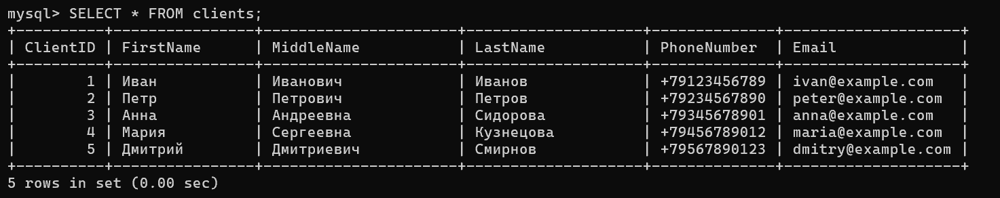 mysql> SELECT * FROM clients;
+----------+----------------+----------------------+--------------------+--------------+--------------------+
| ClientID | FirstName      | MiddleName           | LastName           | PhoneNumber  | Email              |
+----------+----------------+----------------------+--------------------+--------------+--------------------+
|        1 | Иван           | Иванович             | Иванов             | +79123456789 | ivan@example.com   |
|        2 | Петр           | Петрович             | Петров             | +79234567890 | peter@example.com  |
|        3 | Анна           | Андреевна            | Сидорова           | +79345678901 | anna@example.com   |
|        4 | Мария          | Сергеевна            | Кузнецова          | +79456789012 | maria@example.com  |
|        5 | Дмитрий        | Дмитриевич           | Смирнов            | +79567890123 | dmitry@example.com |
+----------+----------------+----------------------+--------------------+--------------+--------------------+
5 rows in set (0.00 sec)